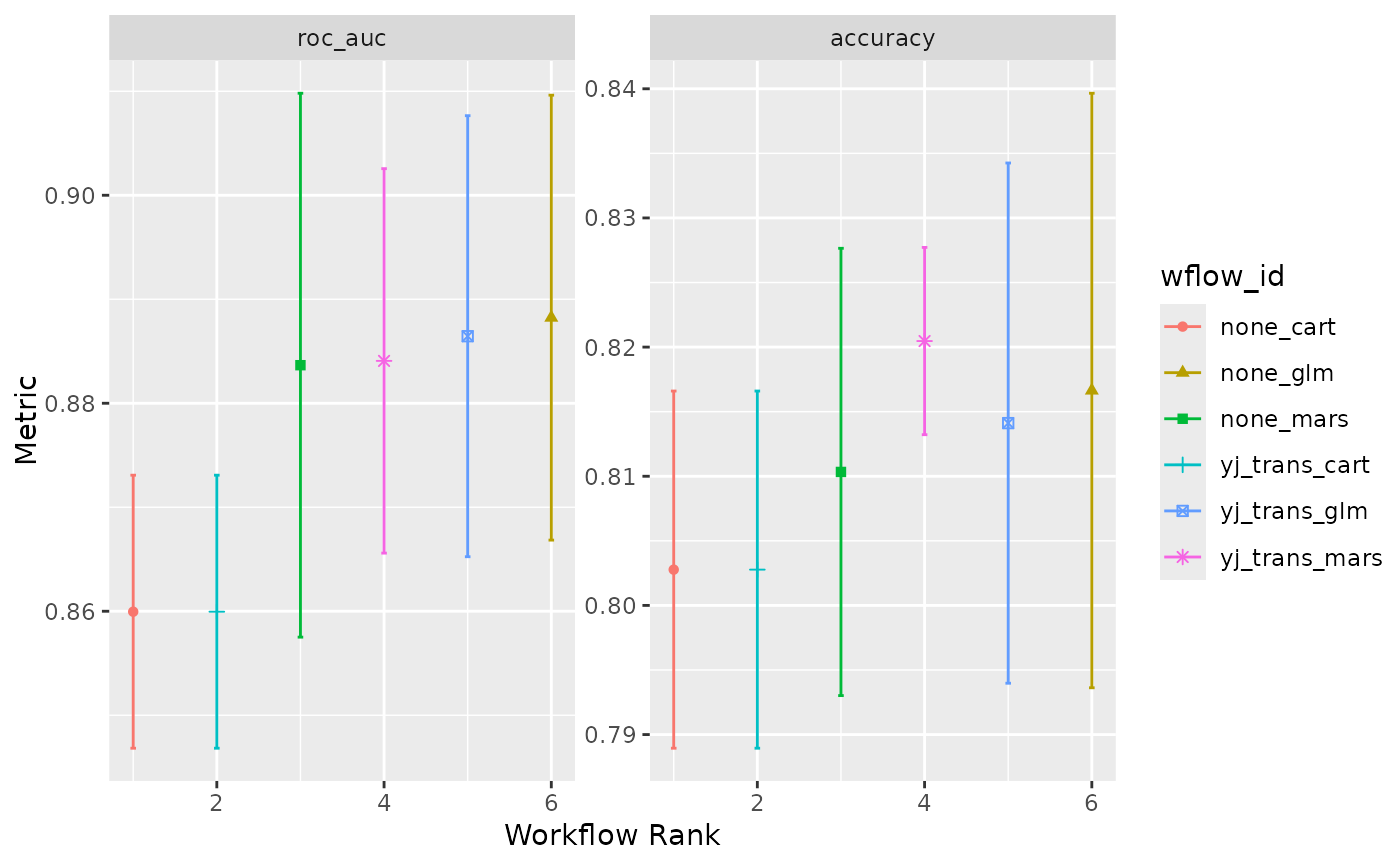 roc_auc
accuracy
Metric
0.90
0.88
0.86
0.84
0.83
0.82
0.81
0.80
0.79
2 4 6
2 4 6
Workflow Rank
wflow_id
none_cart
none_glm
none_mars
yj_trans_cart
yj_trans_glm
yj_trans_mars